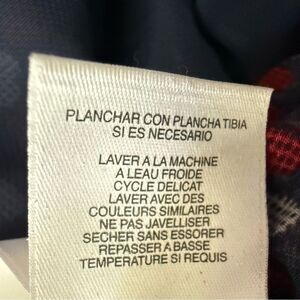 PLANCHAR CON PLANCHA TIBIA
SI ES NECESARIO
LAVER A LA MACHINE
A LEAU FROIDE
CYCLE DELICAT
LAVER AVEC DES
COULEURS SIMILAIRES
NE PAS JAVELLISER
SECHER SANS ESSORER
REPASSER A BASSE
TEMPERATURE SI REQUIS